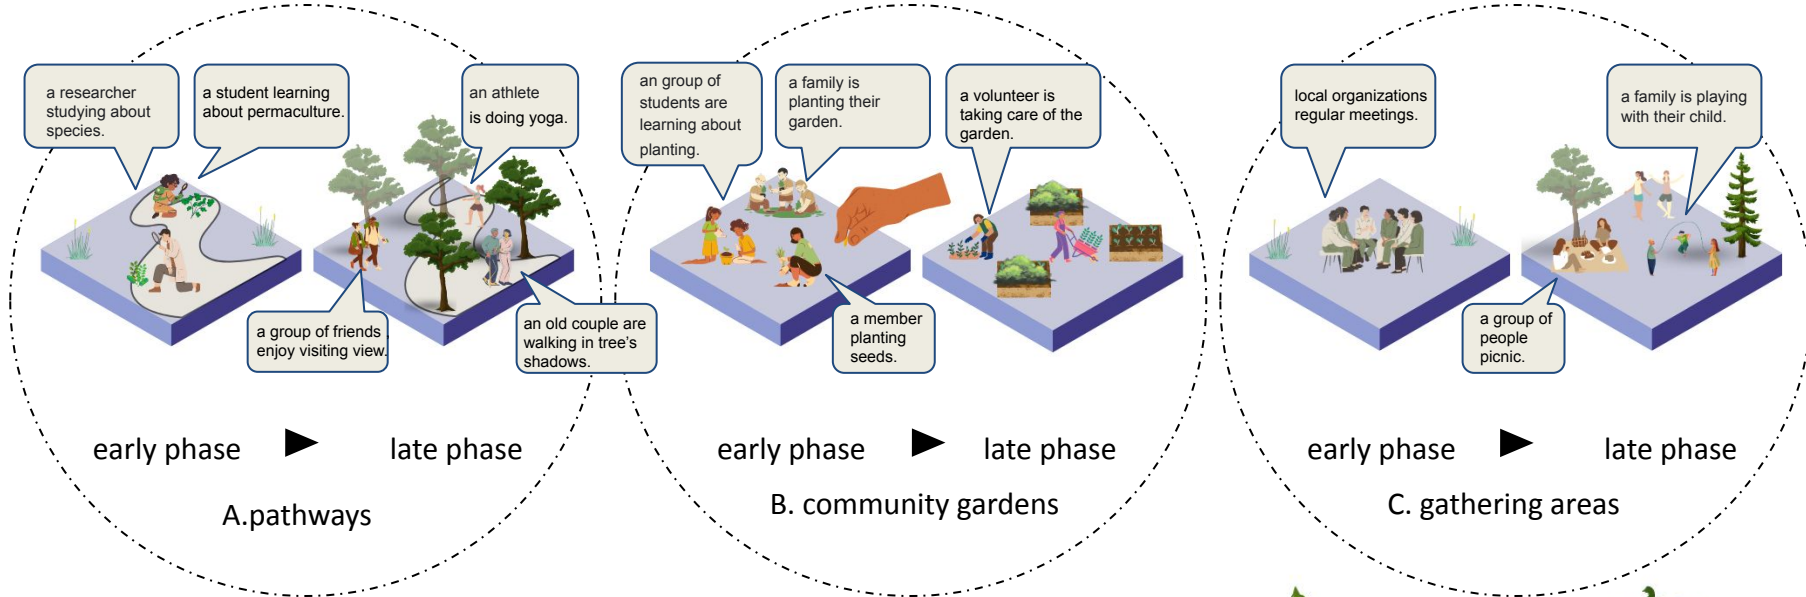 a researcher
studying about
species.
a student learning
about permaculture.
an athlete
is doing yoga.
a group of friends
enjoy visiting view.
an old couple are
walking in tree's
shadows.
early phase
late phase
A.pathways
an group of
students are
learning about
planting.
a family is
planting their
garden.
a volunteer is
taking care of the
garden.
a member
planting
seeds.
early phase
late phase
B. community gardens
local organizations
regular meetings.
a family is playing
with their child.
a group of
people
picnic.
early phase
late phase
C. gathering areas